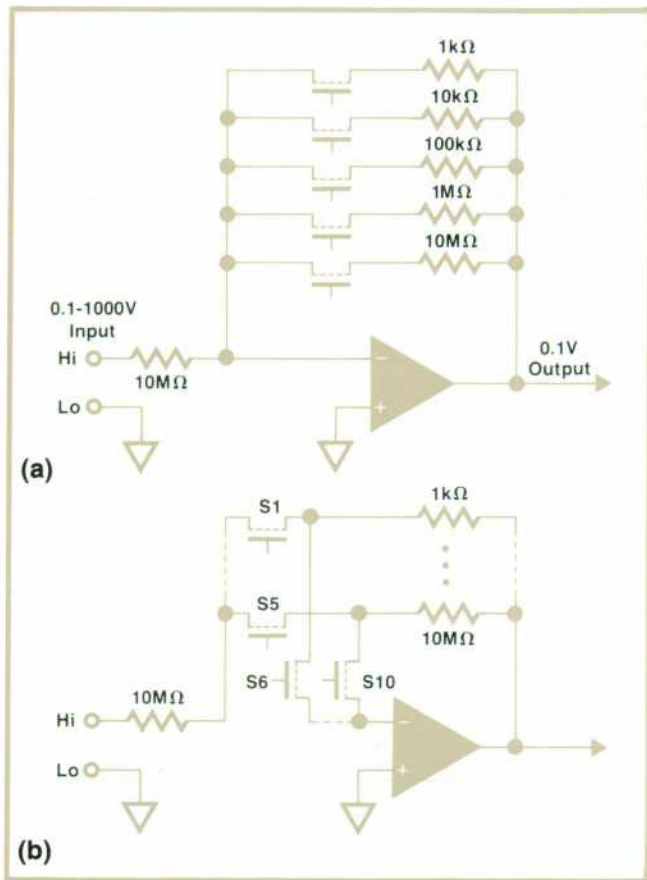 1kΩ
10kΩ
100kΩ
1MΩ
10MΩ
0.1-1000V
Input
Hi
10MΩ
Lo
−
+
0.1V
Output
(a)
S1
1kΩ
S5
10MΩ
S6
S10
10MΩ
Hi
Lo
−
+
(b)